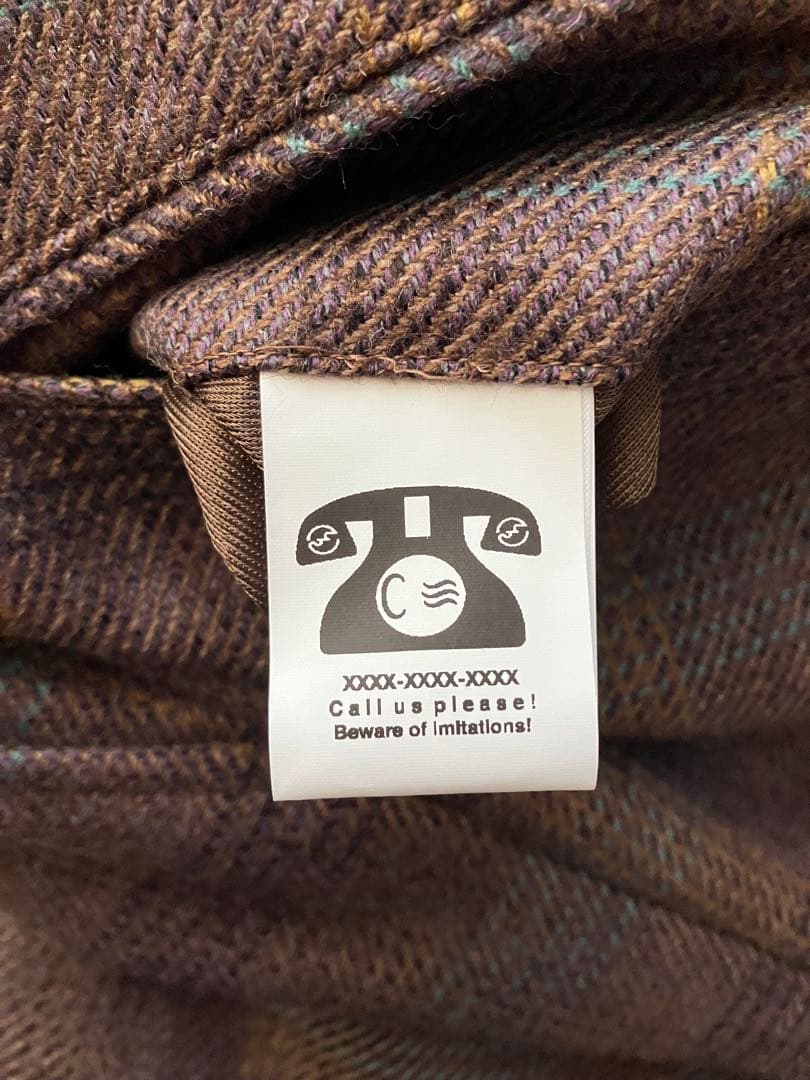 C
XXXX-XXXX-XXXX
Call us please!
Beware of Imitations!